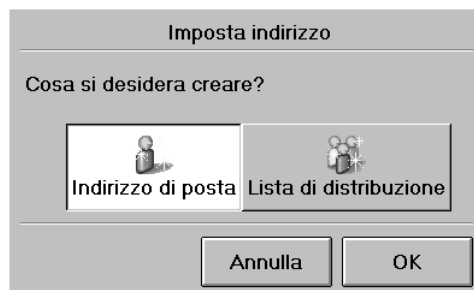 Imposta indirizzo
Cosa si desidera creare?
Indirizzo di posta
Lista di distribuzione
Annulla
OK